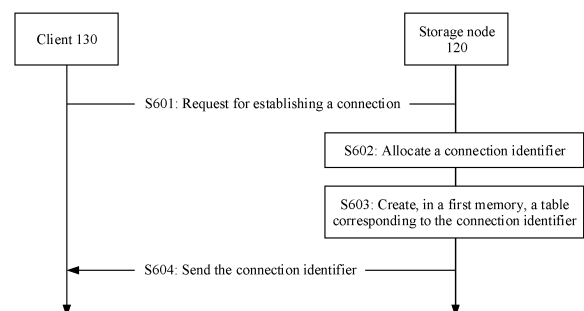 Client 130
Storage node
120
S601: Request for establishing a connection
S602: Allocate a connection identifier
S603: Create, in a first memory, a table
corresponding to the connection identifier
S604: Send the connection identifier